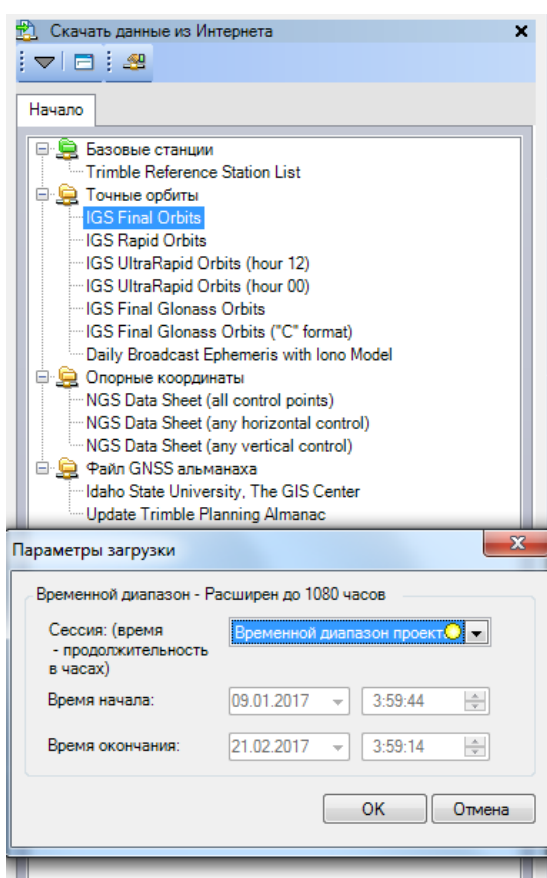 Скачать данные из Интернета
Начало
Базовые станции
Trimble Reference Station List
Точные орбиты
IGS Final Orbits
IGS Rapid Orbits
IGS UltraRapid Orbits (hour 12)
IGS UltraRapid Orbits (hour 00)
IGS Final Glonass Orbits
IGS Final Glonass Orbits ("C" format)
Daily Broadcast Ephemeris with Iono Model
Опорные координаты
NGS Data Sheet (all control points)
NGS Data Sheet (any horizontal control)
NGS Data Sheet (any vertical control)
Файл GNSS альманаха
Idaho State University, The GIS Center
Update Trimble Planning Almanac
Параметры загрузки
Временной диапазон - Расширен до 1080 часов
Сессия: (время
- продолжительность
в часах)
Временной диапазон проект
Время начала: 09.01.2017 3:59:44
Время окончания: 21.02.2017 3:59:14
OK Отмена